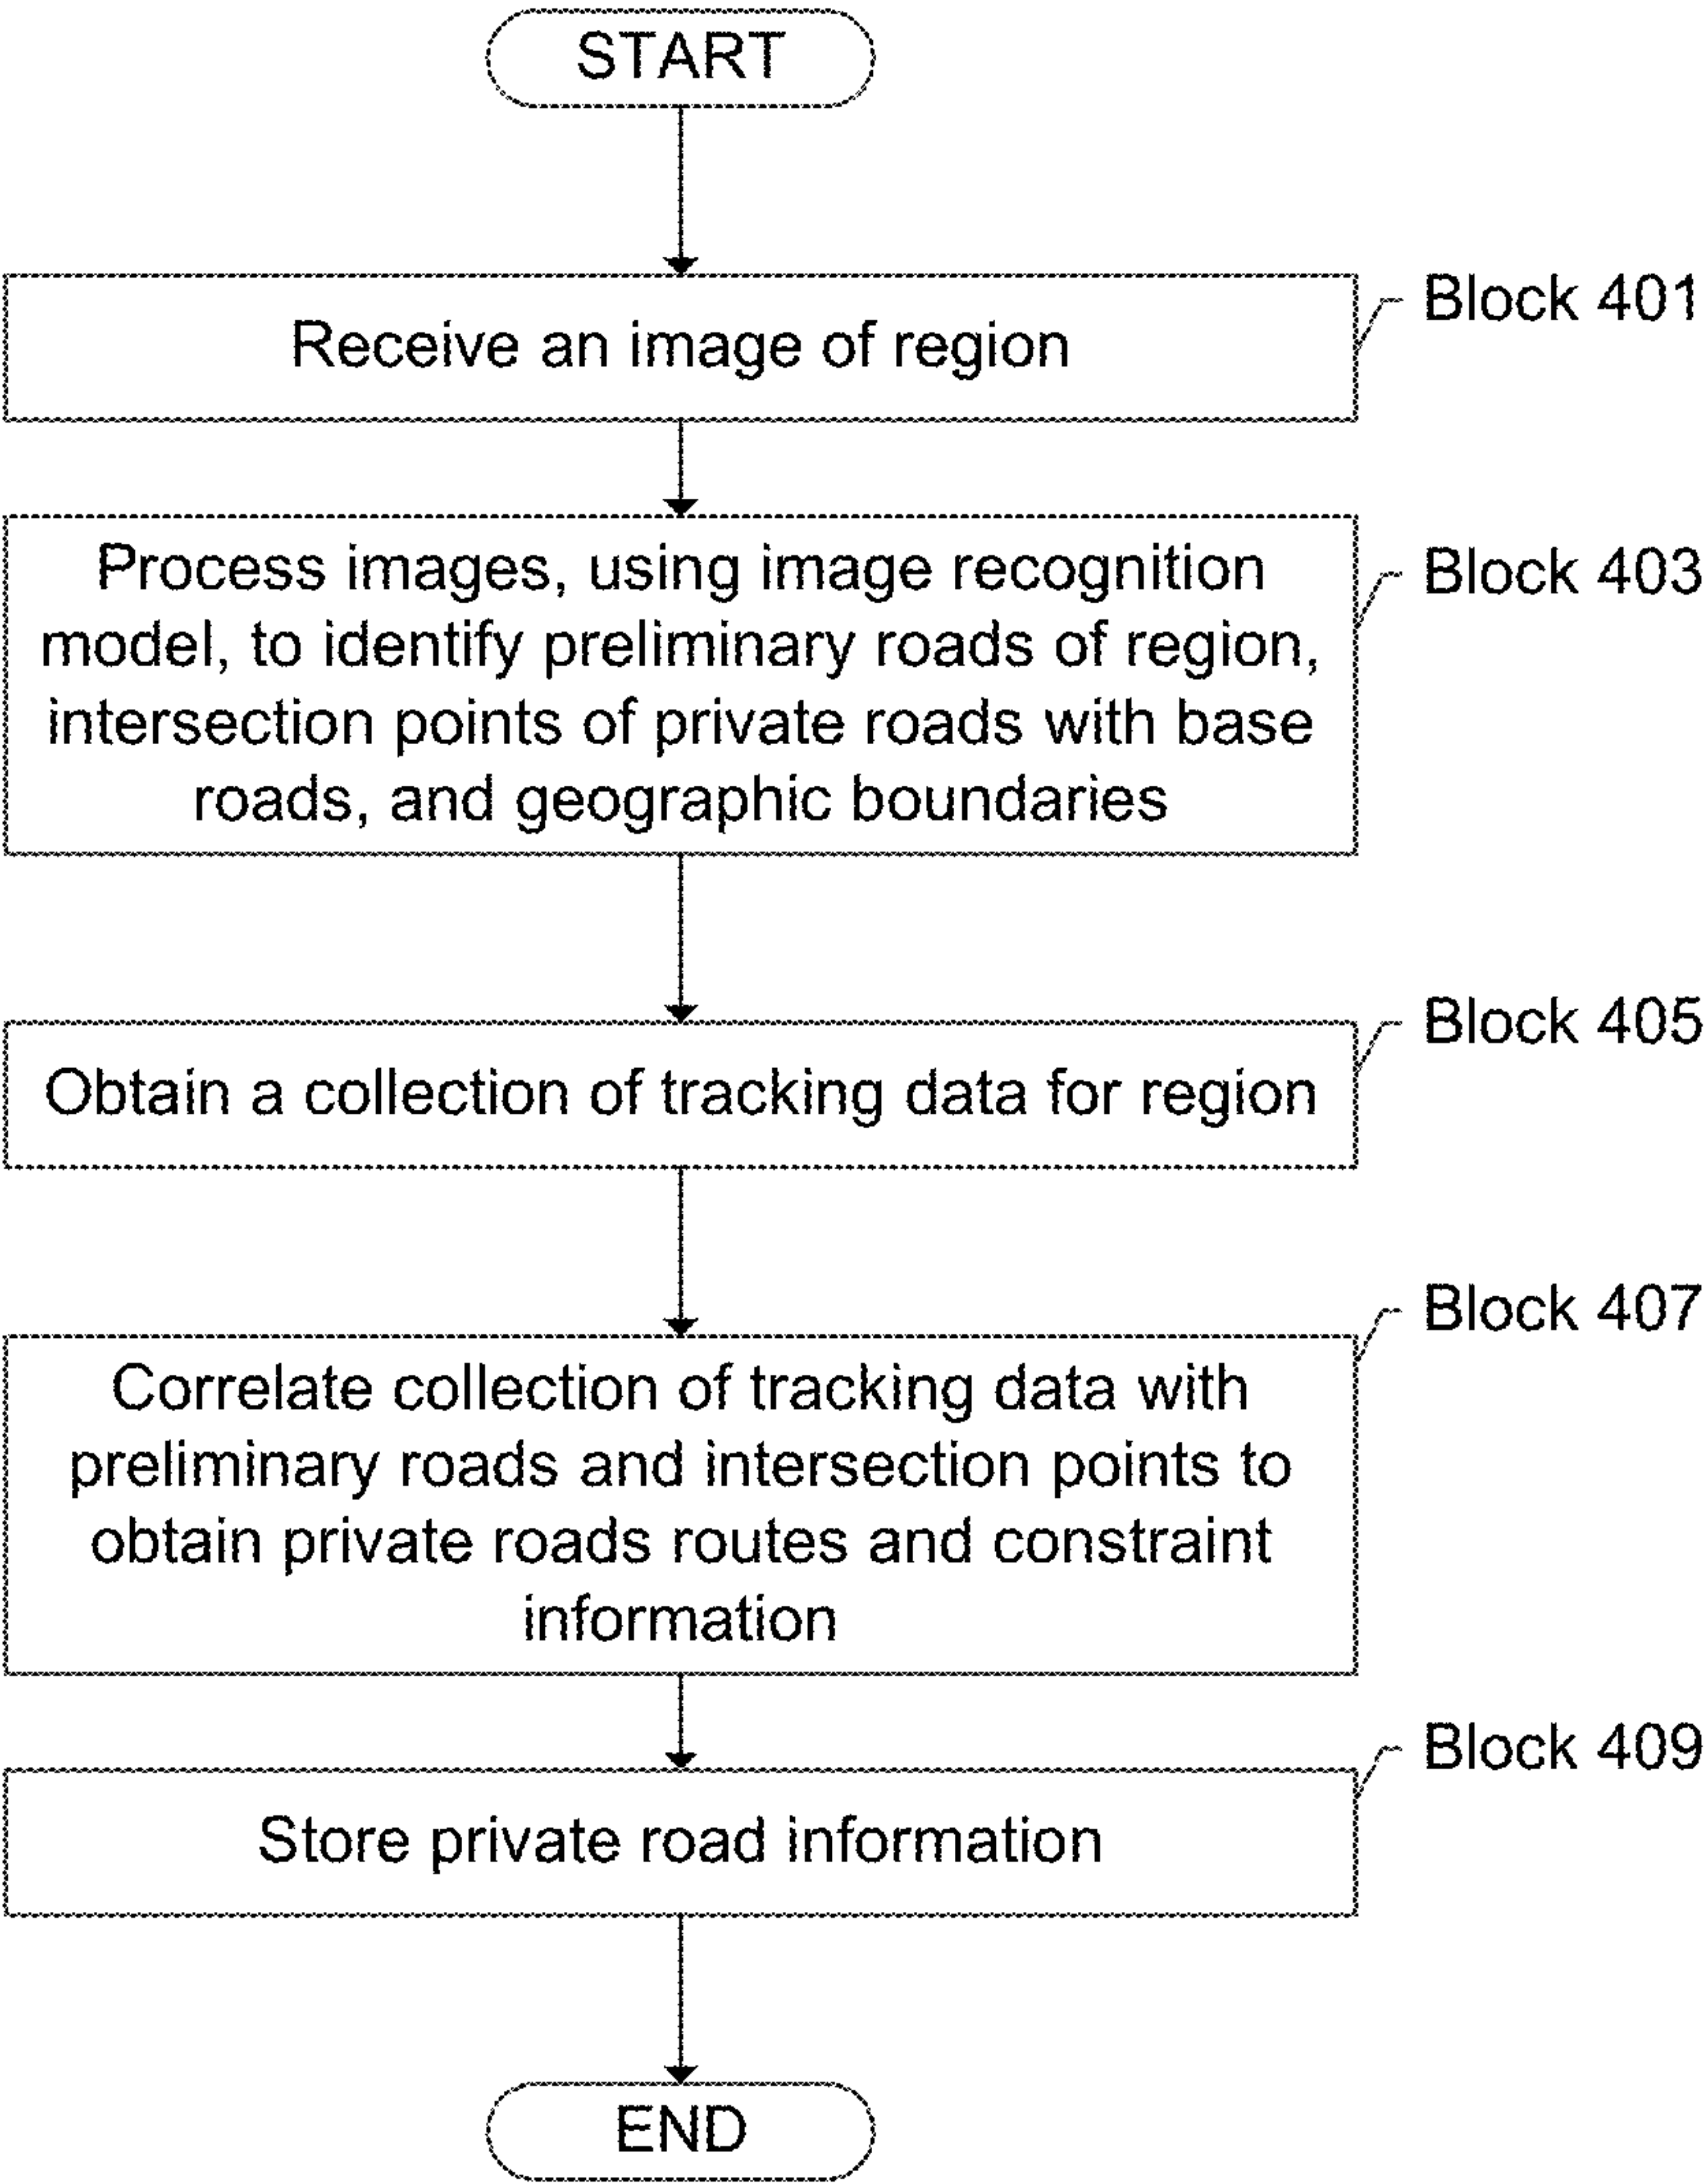 START
Block 401
Receive an image of region
Block 403
Process images, using image recognition
model, to identify preliminary roads of region,
intersection points of private roads with base
roads, and geographic boundaries
Block 405
Obtain a collection of tracking data for region
Block 407
Correlate collection of tracking data with
preliminary roads and intersection points to
obtain private roads routes and constraint
information
Block 409
Store private road information
END